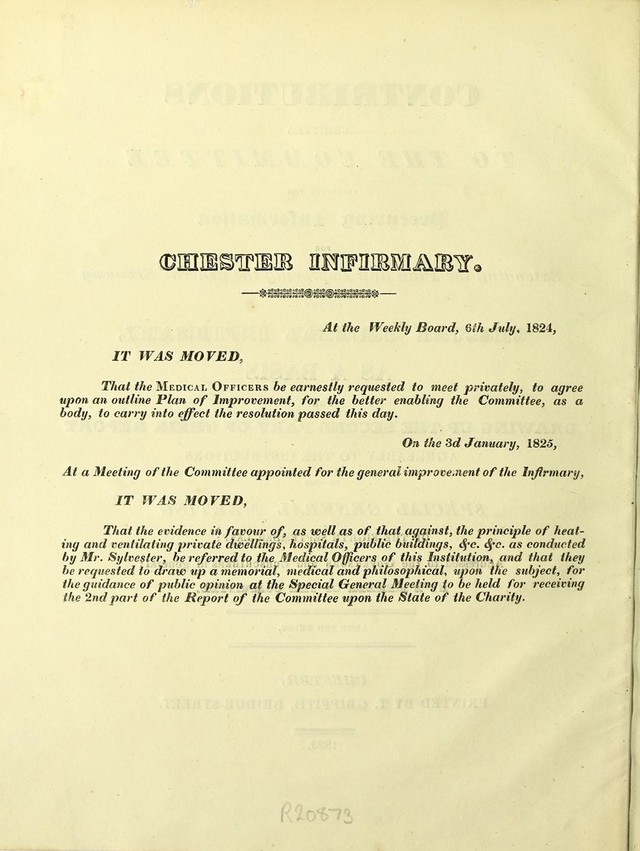 CHESTER INFIRMARY.
At the Weekly Board, 6th July, 1824,
IT WAS MOVED,
That the MEDICAL OFFICERS be earnestly requested to meet privately, to agree
upon an outline Plan of Improvement, for the better enabling the Committee, as a
body, to carry into effect the resolution passed this day.
On the 3d January, 1825,
At a Meeting of the Committee appointed for the general improvement of the Infirmary,
IT WAS MOVED,
That the evidence in favour of, as well as of that against, the principle of heat-
ing and ventilating private dwellings, hospitals, public buildings, &c. &c. as conducted
by Mr. Sylvester, be referred to the Medical Officers of this Institution, and that they
be requested to draw up a memorial, medical and philosophical, upon the subject, for
the guidance of public opinion at the Special General Meeting to be held for receiving
the 2nd part of the Report of the Committee upon the State of the Charity.
R20873